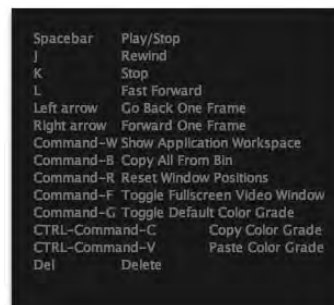 Spacebar Play/Stop
J Rewind
K Stop
L Fast Forward
Left arrow Go Back One Frame
Right arrow Forward One Frame
Command-W Show Application Workspace
Command-B Copy All From Bin
Command-R Reset Window Positions
Command-F Toggle Fullscreen Video Window
Command-G Toggle Default Color Grade
CTRL-Command-C Copy Color Grade
CTRL-Command-V Paste Color Grade
Del Delete